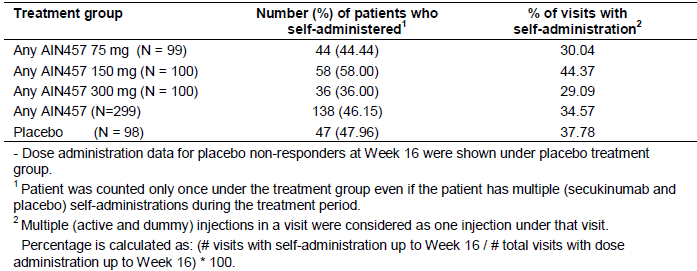 Treatment group Number (%) of patients who % of visits with
self-administered1 self-administration2
Any AIN457 75 mg (N = 99) 44 (44.44) 30.04
Any AIN457 150 mg (N = 100) 58 (58.00) 44.37
Any AIN457 300 mg (N = 100) 36 (36.00) 29.09
Any AIN457 (N=299) 138 (46.15) 34.57
Placebo (N = 98) 47 (47.96) 37.78
- Dose administration data for placebo non-responders at Week 16 were shown under placebo treatment
group.
1 Patient was counted only once under the treatment group even if the patient has multiple (secukinumab and
placebo) self-administrations during the treatment period.
2 Multiple (active and dummy) injections in a visit were considered as one injection under that visit.
Percentage is calculated as: (# visits with self-administration up to Week 16 / # total visits with dose
administration up to Week 16) * 100.